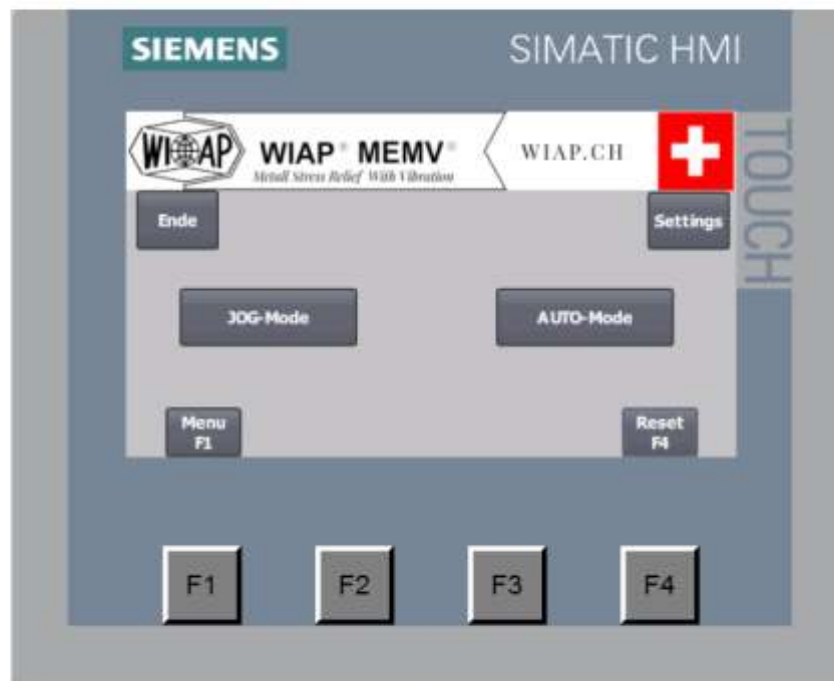 SIEMENS
SIMATIC HMI
TOUCH
WIAP
WIAP® MEMV®
Metall Stress Relief With Vibration
WIAP.CH
Ende
Settings
JOG-Mode
AUTO-Mode
Menu
F1
Reset
F4
F1
F2
F3
F4